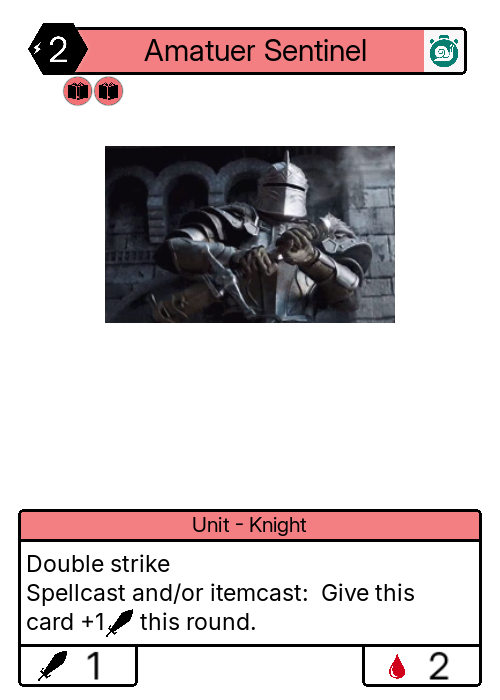 2
Amatuer Sentinel
Unit - Knight
Double strike
Spellcast and/or itemcast:  Give this
card +1 this round.
1
2